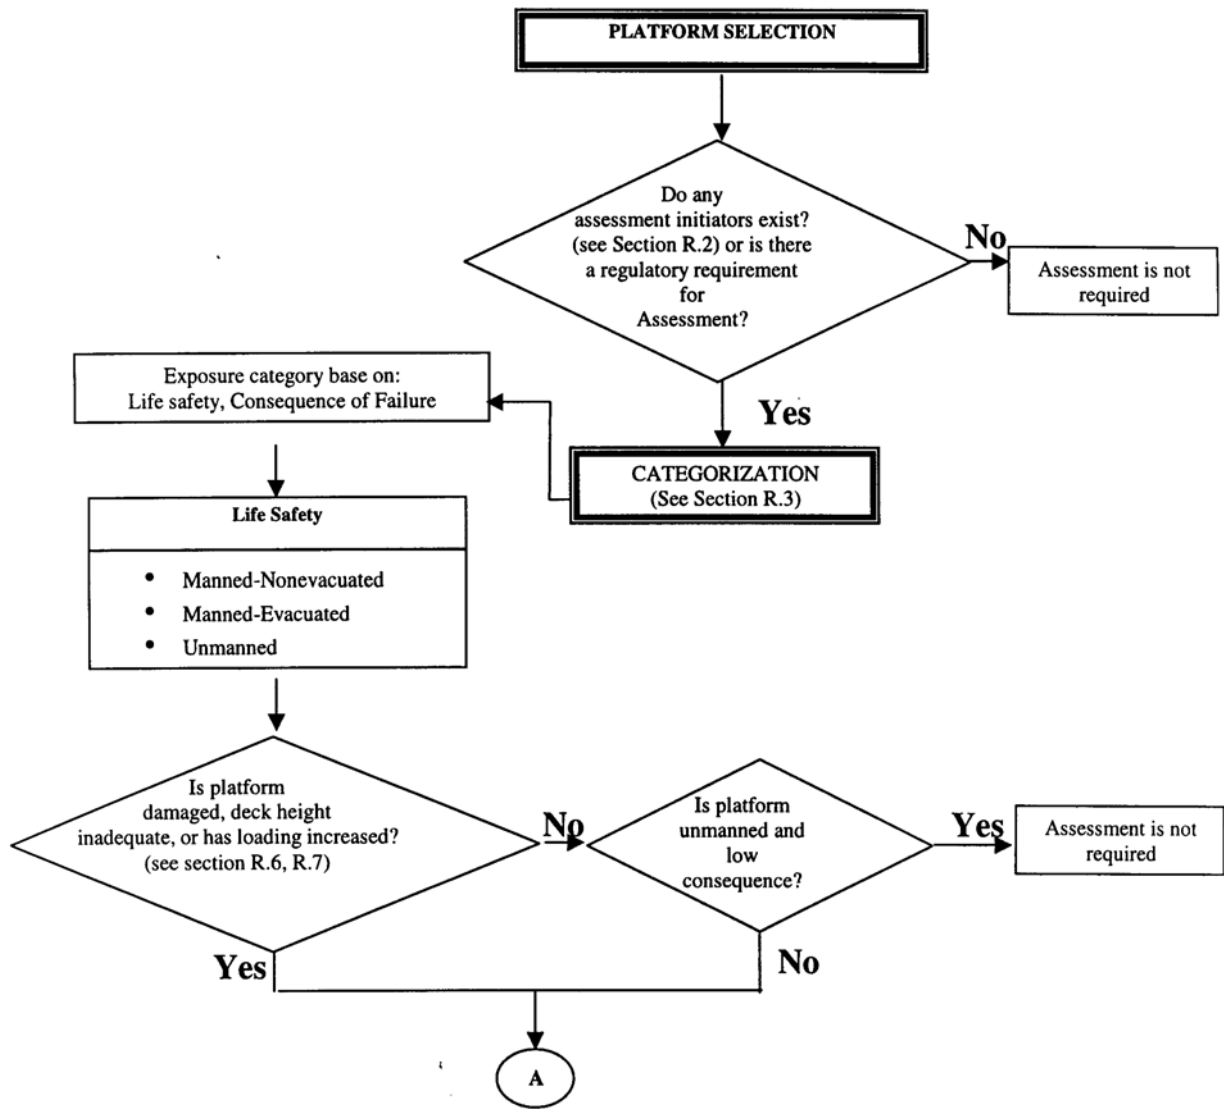 PLATFORM SELECTION
Do any
assessment initiators exist?
(see Section R.2) or is there
a regulatory requirement
for
Assessment?
No
Assessment is not
required
Yes
Exposure category base on:
Life safety, Consequence of Failure
CATEGORIZATION
(See Section R.3)
Life Safety
• Manned-Nonevacuated
• Manned-Evacuated
• Unmanned
Is platform
damaged, deck height
inadequate, or has loading increased?
(see section R.6, R.7)
No
Is platform
unmanned and
low
consequence?
Yes
Assessment is not
required
Yes
No
A